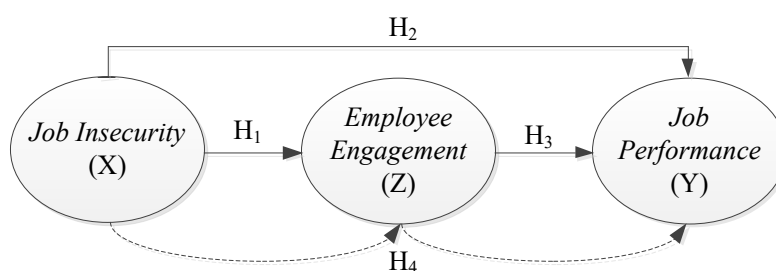 H₂
Job Insecurity
(X)
H₁
Employee
Engagement
(Z)
H₃
Job
Performance
(Y)
H₄